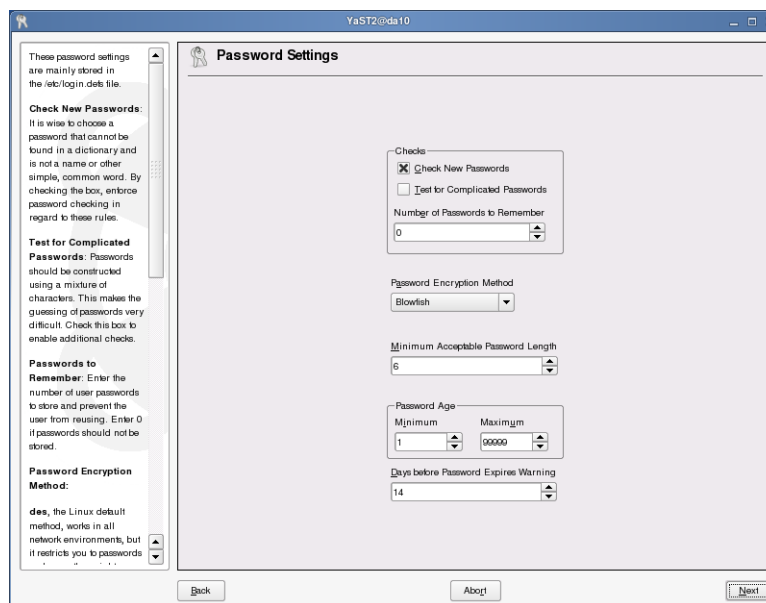 YaST2@da10
These password settings
are mainly stored in
the /etc/login.defs file.
Check New Passwords:
It is wise to choose a
password that cannot be
found in a dictionary and
is not a name or other
simple, common word. By
checking the box, enforce
password checking in
regard to these rules.
Test for Complicated
Passwords: Passwords
should be constructed
using a mixture of
characters. This makes the
guessing of passwords very
difficult. Check this box to
enable additional checks.
Passwords to
Remember: Enter the
number of user passwords
to store and prevent the
user from reusing. Enter 0
if passwords should not be
stored.
Password Encryption
Method:
des, the Linux default
method, works in all
network environments, but
it restricts you to passwords
Password Settings
Checks
Check New Passwords
Test for Complicated Passwords
Number of Passwords to Remember
0
Password Encryption Method
Blowfish
Minimum Acceptable Password Length
6
Password Age
Minimum
Maximum
1
99999
Days before Password Expires Warning
14
Back
Abort
Next